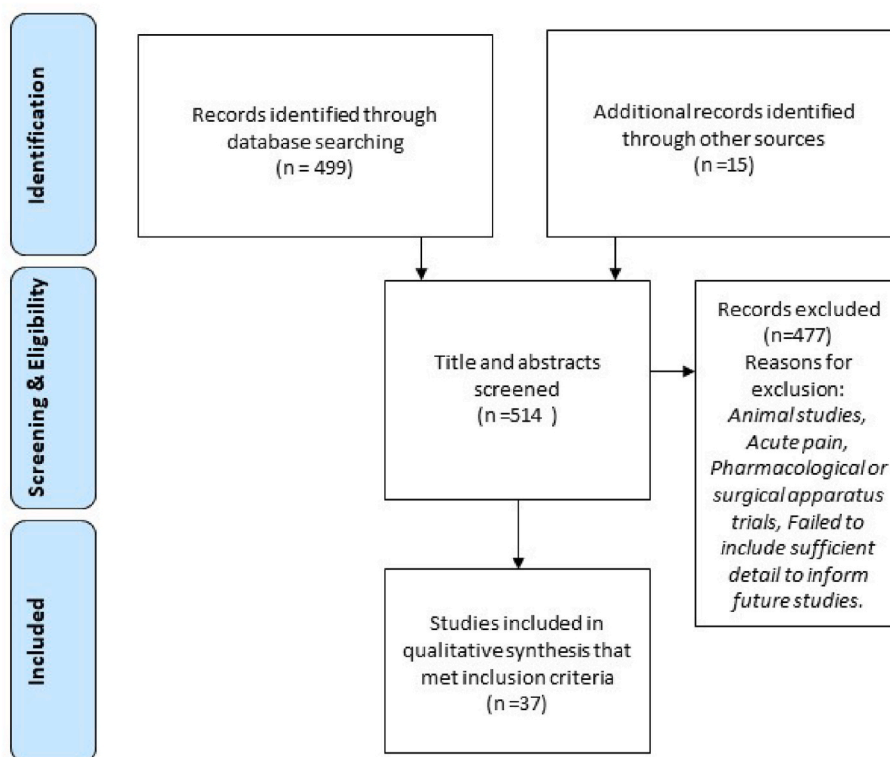 Identification
Records identified through
database searching
(n = 499)
Additional records identified
through other sources
(n =15)
Screening & Eligibility
Title and abstracts
screened
(n =514 )
Records excluded
(n=477)
Reasons for
exclusion:
Animal studies,
Acute pain,
Pharmacological or
surgical apparatus
trials, Failed to
include sufficient
detail to inform
future studies.
Included
Studies included in
qualitative synthesis that
met inclusion criteria
(n =37)